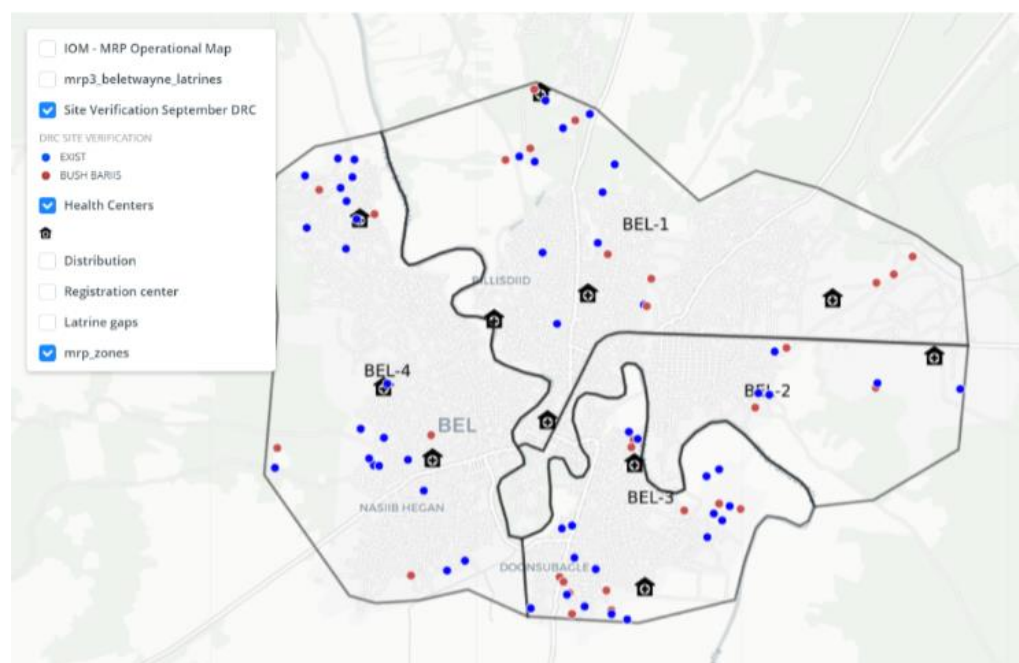 IOM - MRP Operational Map
mrp3_beletwayne_latrines
Site Verification September DRC
DRC SITE VERIFICATION
EXIST
BUSH BARIIS
Health Centers
Distribution
Registration center
Latrine gaps
mrp_zones
BEL-1
BEL-4
BEL-2
BEL
BEL-3
NASIIB HEGAN